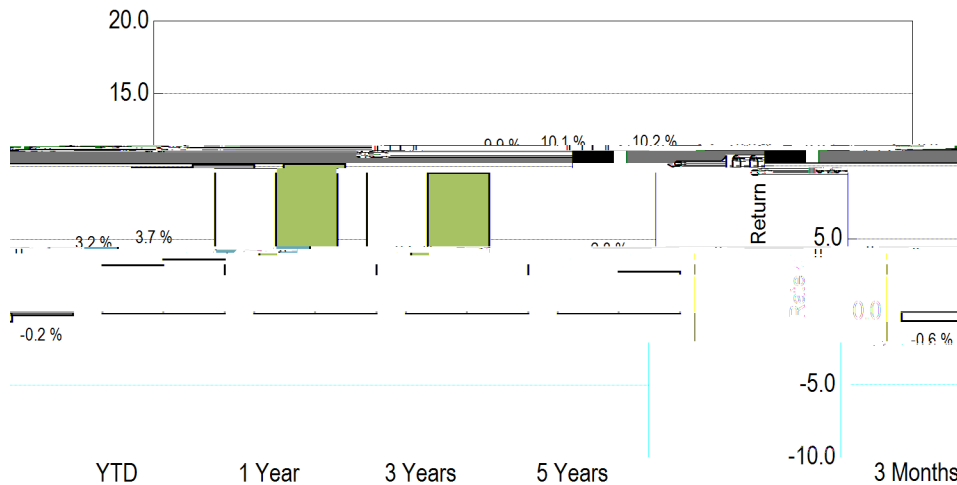 20.0
15.0
10.1 %
10.2 %
3.2 %
3.7 %
Return
5.0
0.0
-0.2 %
-0.6 %
-5.0
-10.0
YTD
1 Year
3 Years
5 Years
3 Months